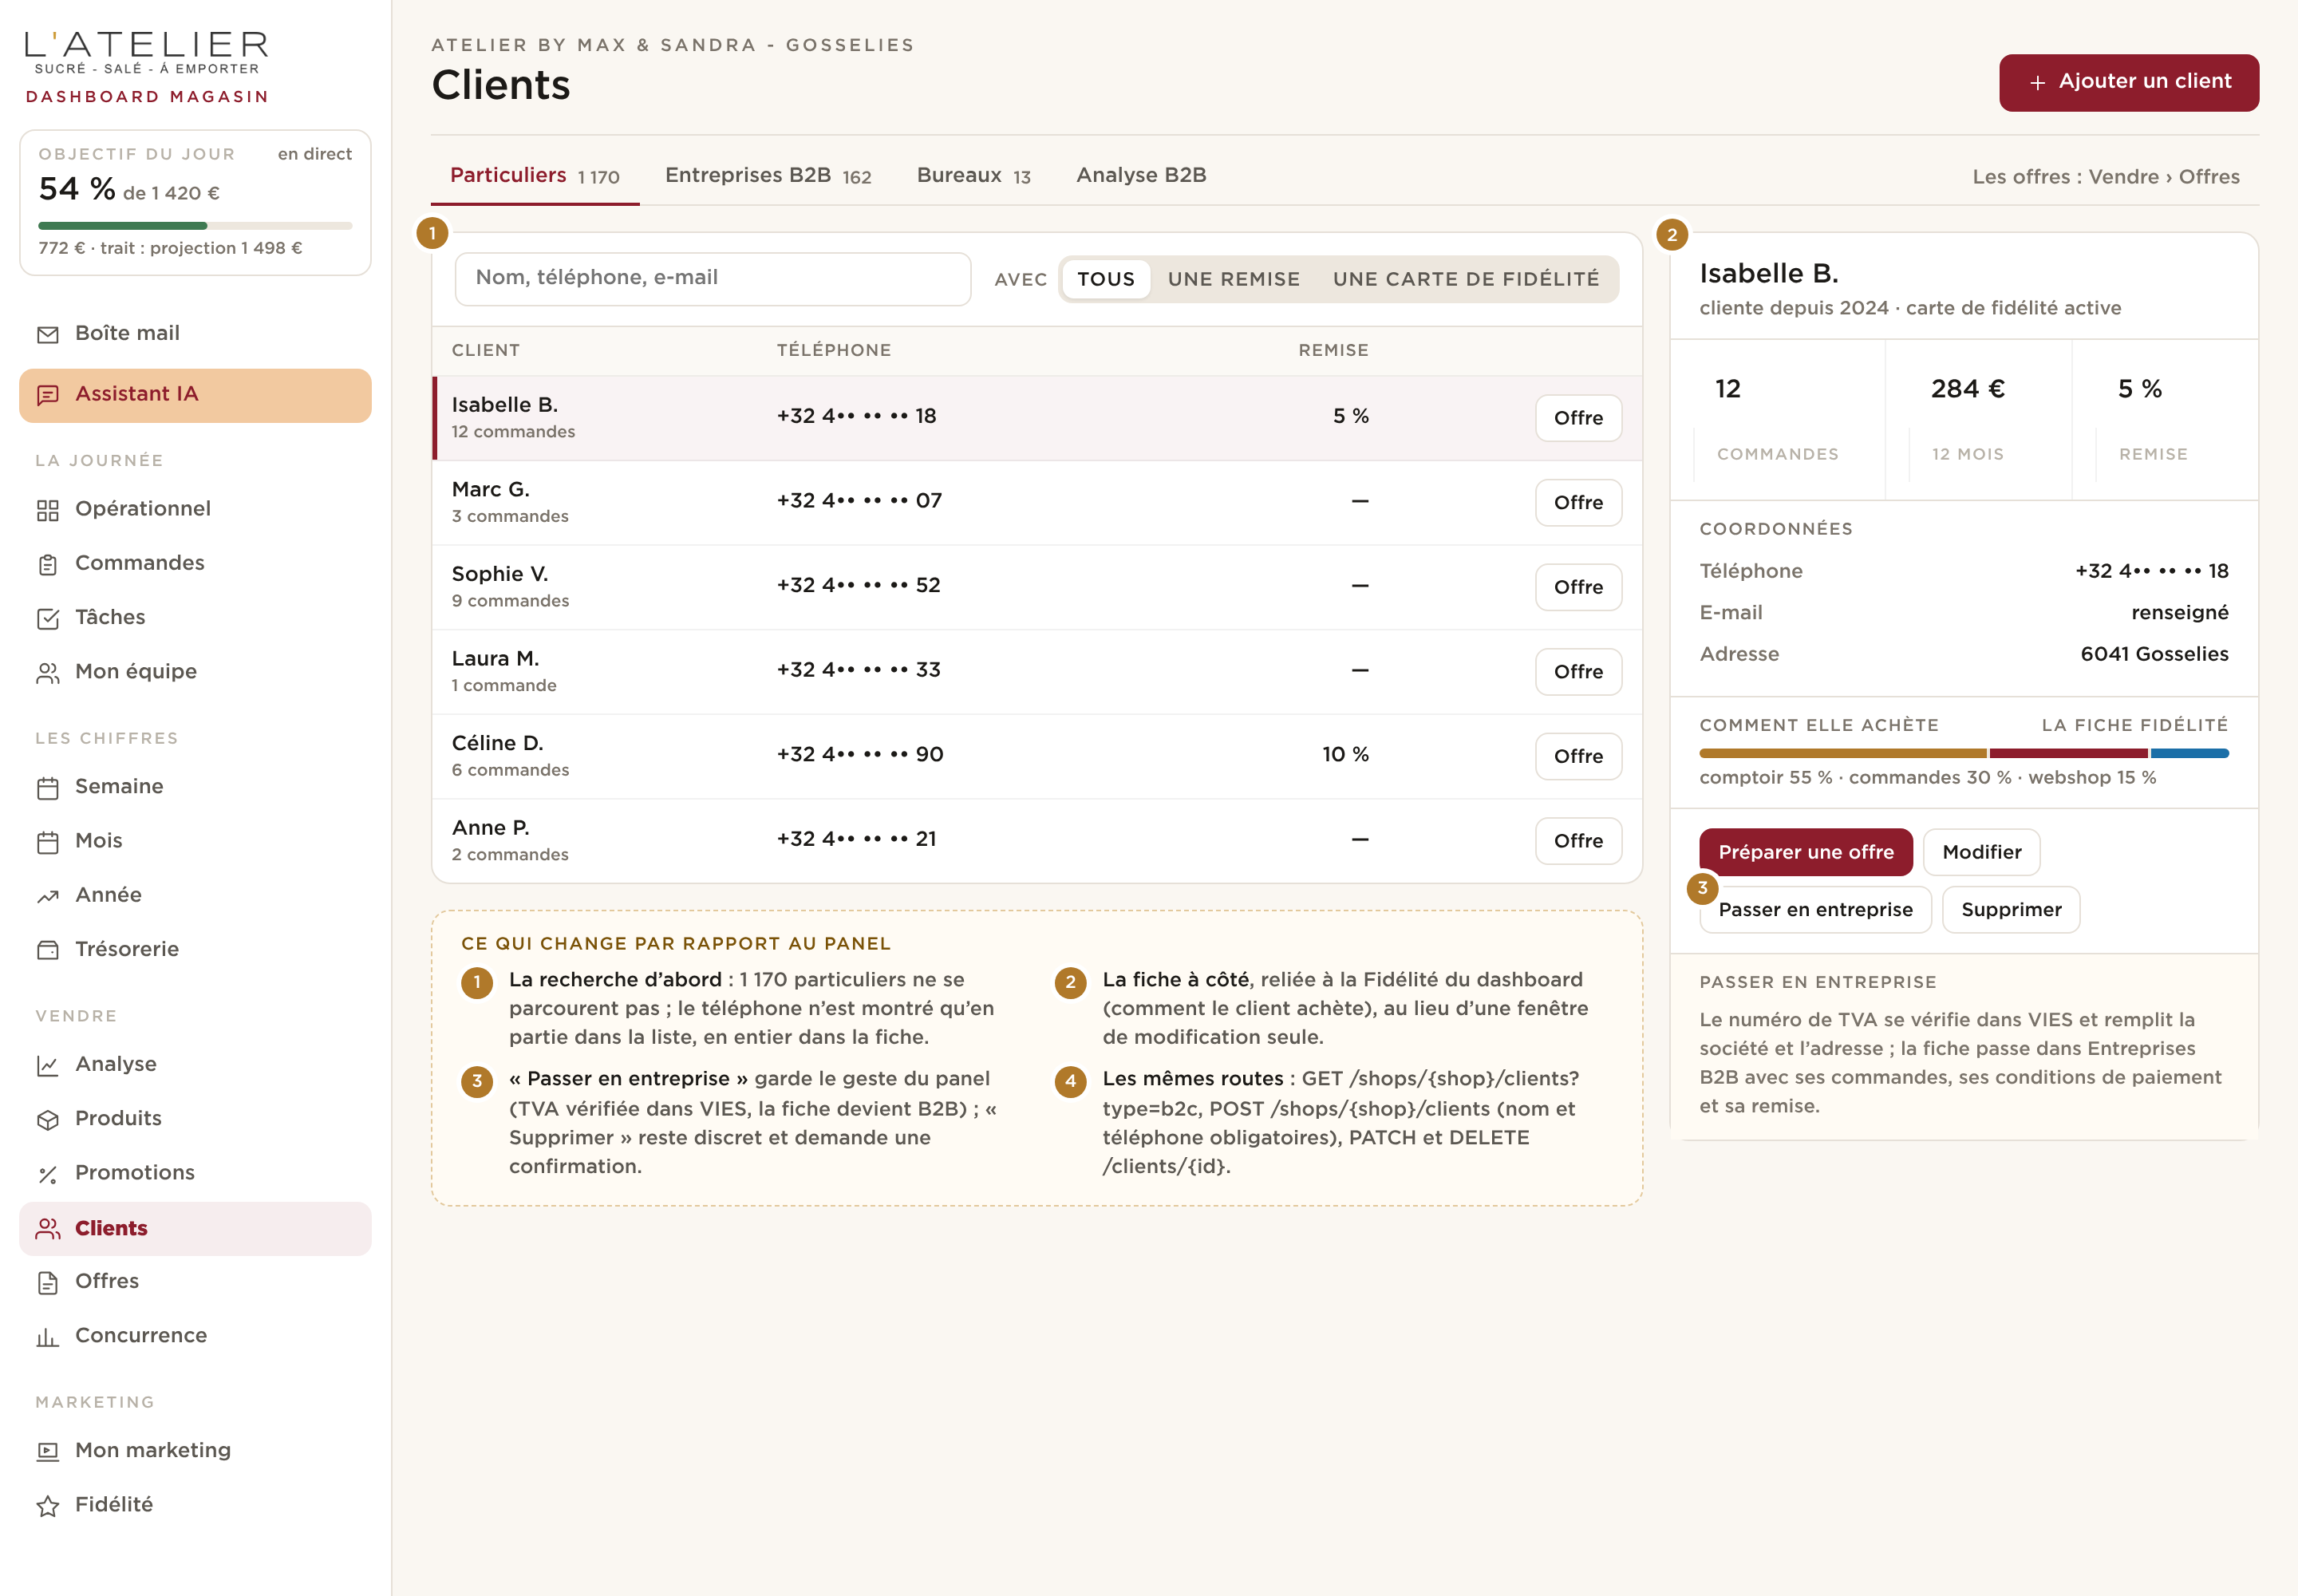 L'ATELIER
SUCRÉ - SALÉ - À EMPORTER
DASHBOARD MAGASIN
OBJECTIF DU JOUR en direct
54 % de 1 420 €
772 € · trait : projection 1 498 €
Boîte mail
Assistant IA
LA JOURNÉE
Opérationnel
Commandes
Tâches
Mon équipe
LES CHIFFRES
Semaine
Mois
Année
Trésorerie
VENDRE
Analyse
Produits
Promotions
Clients
Offres
Concurrence
MARKETING
Mon marketing
Fidélité
ATELIER BY MAX & SANDRA - GOSSELIES
Clients
+ Ajouter un client
Particuliers 1 170 Entreprises B2B 162 Bureaux 13 Analyse B2B Les offres : Vendre › Offres
1
Nom, téléphone, e-mail AVEC TOUS UNE REMISE UNE CARTE DE FIDÉLITÉ
CLIENT TÉLÉPHONE REMISE
Isabelle B. +32 4•• •• •• 18 5 % Offre
12 commandes
Marc G. +32 4•• •• •• 07 — Offre
3 commandes
Sophie V. +32 4•• •• •• 52 — Offre
9 commandes
Laura M. +32 4•• •• •• 33 — Offre
1 commande
Céline D. +32 4•• •• •• 90 10 % Offre
6 commandes
Anne P. +32 4•• •• •• 21 — Offre
2 commandes
CE QUI CHANGE PAR RAPPORT AU PANEL
1 La recherche d’abord : 1 170 particuliers ne se
parcourent pas ; le téléphone n’est montré qu’en
partie dans la liste, en entier dans la fiche.
2 La fiche à côté, reliée à la Fidélité du dashboard
(comment le client achète), au lieu d’une fenêtre
de modification seule.
3 « Passer en entreprise » garde le geste du panel
(TVA vérifiée dans VIES, la fiche devient B2B) ; «
Supprimer » reste discret et demande une
confirmation.
4 Les mêmes routes : GET /shops/{shop}/clients?
type=b2c, POST /shops/{shop}/clients (nom et
téléphone obligatoires), PATCH et DELETE
/clients/{id}.
2
Isabelle B.
cliente depuis 2024 · carte de fidélité active
12 284 € 5 %
COMMANDES 12 MOIS REMISE
COORDONNÉES
Téléphone +32 4•• •• •• 18
E-mail renseigné
Adresse 6041 Gosselies
COMMENT ELLE ACHÈTE LA FICHE FIDÉLITÉ
comptoir 55 % · commandes 30 % · webshop 15 %
Préparer une offre Modifier
3
Passer en entreprise Supprimer
PASSER EN ENTREPRISE
Le numéro de TVA se vérifie dans VIES et remplit la
société et l’adresse ; la fiche passe dans Entreprises
B2B avec ses commandes, ses conditions de paiement
et sa remise.